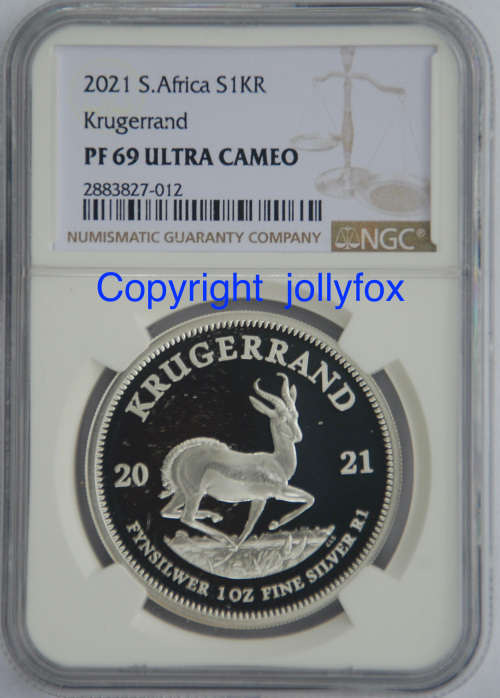 2021 S.Africa S1KR
Krugerrand
PF 69 ULTRA CAMEO
2883827-012
NUMISMATIC GUARANTY COMPANY
NGC®
Copyright jollyfox
KRUGERRAND
20 21
FYNSILWER 1 OZ FINE SILVER R1